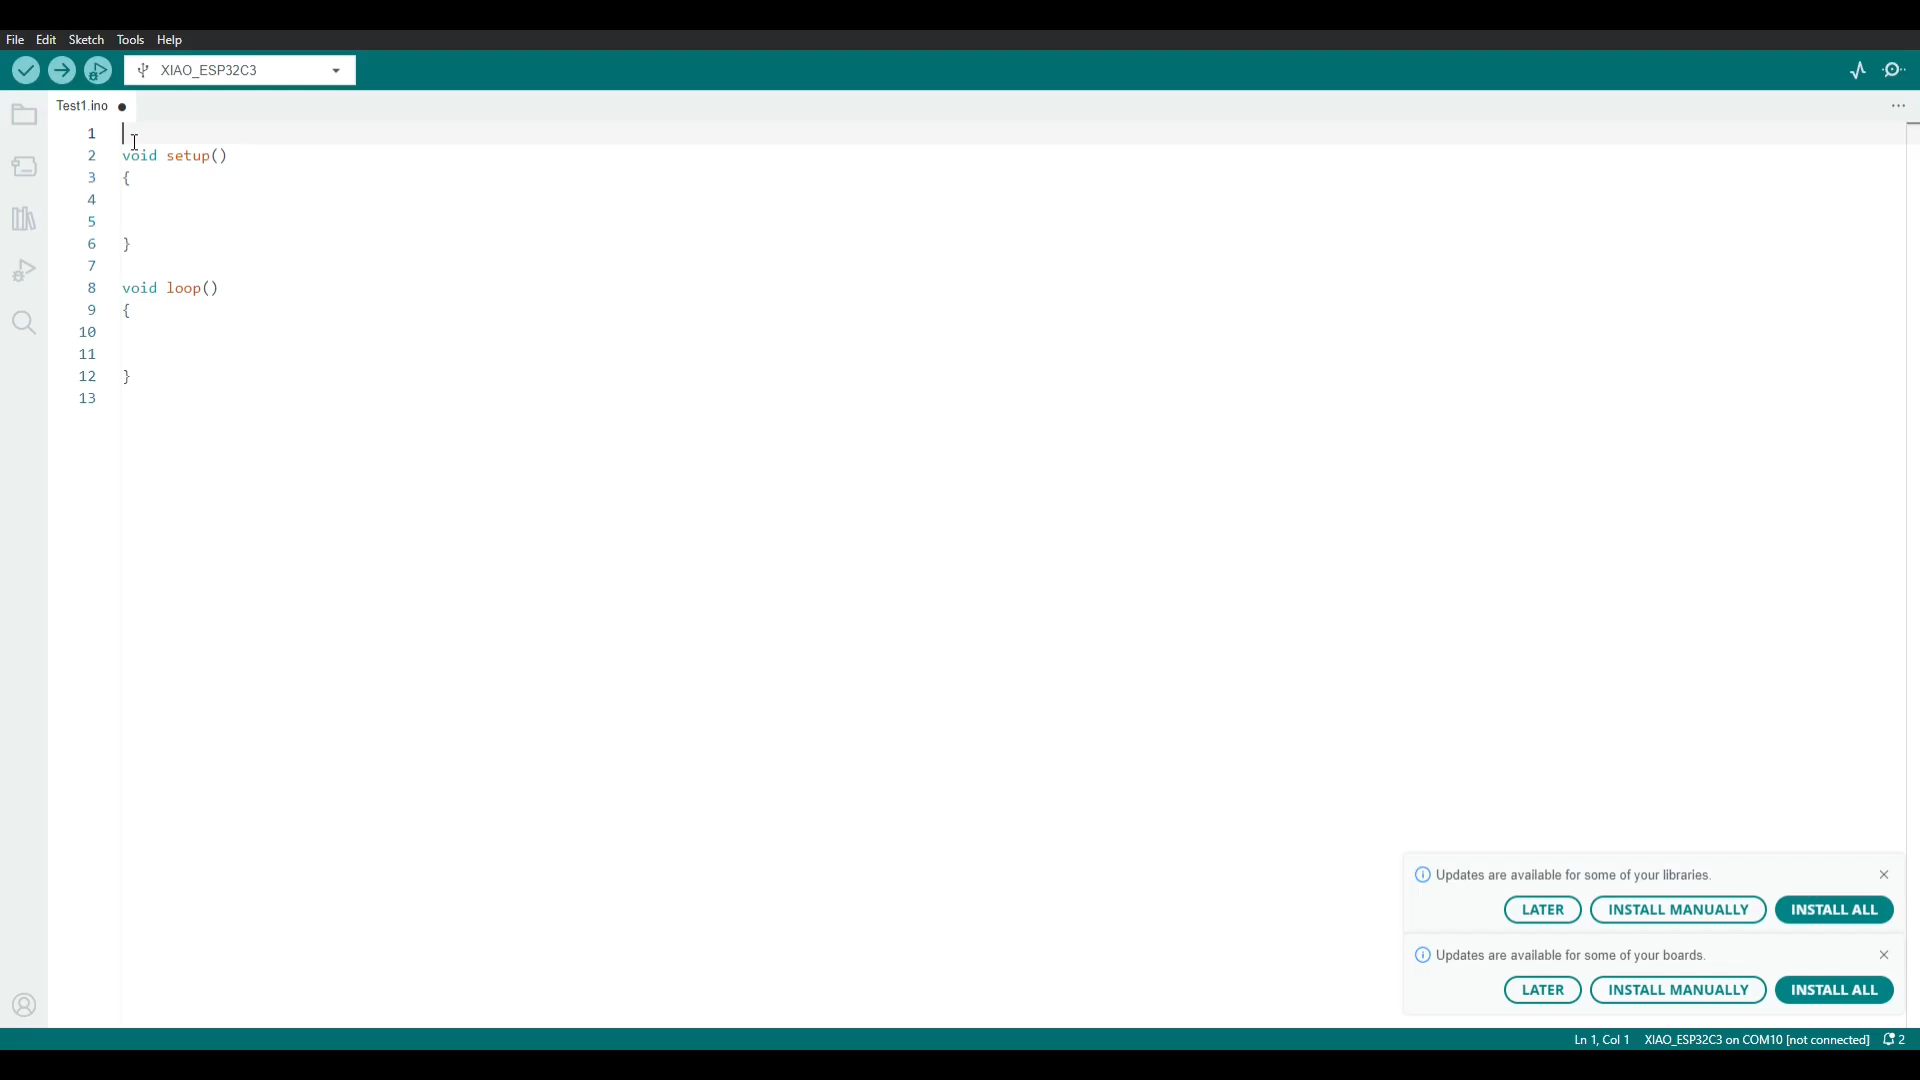 File Edit Sketch Tools Help
XIAO_ESP32C3
Test1.ino
1
2 void setup()
3 {
4
5
6 }
7
8 void loop()
9 {
10
11
12 }
13
Updates are available for some of your libraries.
LATER INSTALL MANUALLY INSTALL ALL
Updates are available for some of your boards.
LATER INSTALL MANUALLY INSTALL ALL
Ln 1, Col 1 XIAO_ESP32C3 on COM10 [not connected] 2